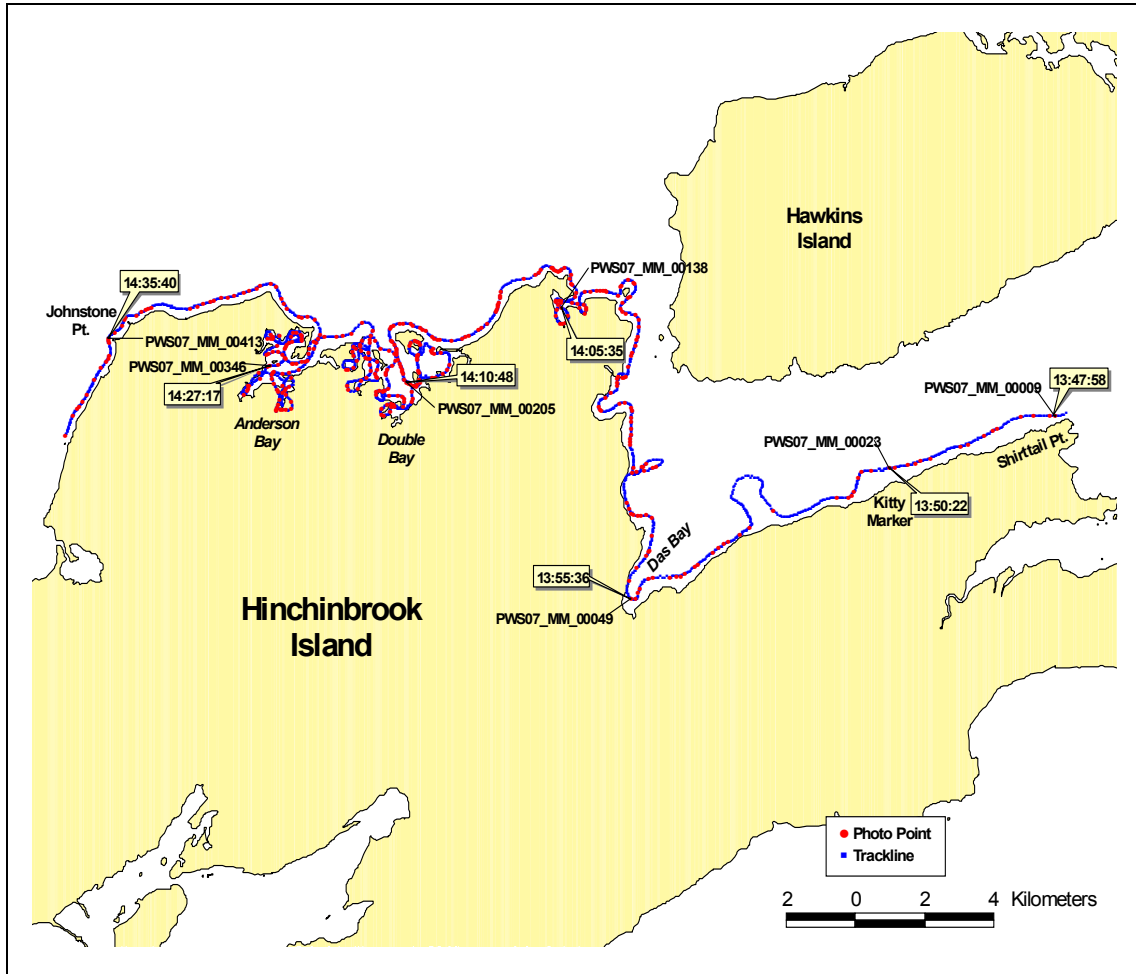 Hawkins
Island
PWS07_MM_00138
14:35:40
Johnstone
Pt.
PWS07_MM_00413
14:05:35
PWS07_MM_00346
14:10:48
14:27:17
PWS07_MM_00009
13:47:58
PWS07_MM_00205
Anderson
Bay
Double
Bay
PWS07_MM_00023
Shirttail Pt.
Kitty
Marker
13:50:22
Das Bay
13:55:36
PWS07_MM_00049
Hinchinbrook
Island
Photo Point
Trackline
2 0 2 4 Kilometers